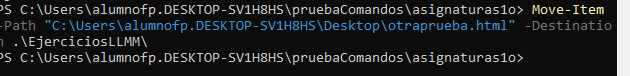 PS C:\Users\alumnofp.DESKTOP-SV1H8HS\pruebaComandos\asignaturas1o> Move-Item
-Path "C:\Users\alumnofp.DESKTOP-SV1H8HS\Desktop\otraprueba.html" -Destinatio
n .\EjerciciosLLMM\
PS C:\Users\alumnofp.DESKTOP-SV1H8HS\pruebaComandos\asignaturas1o>